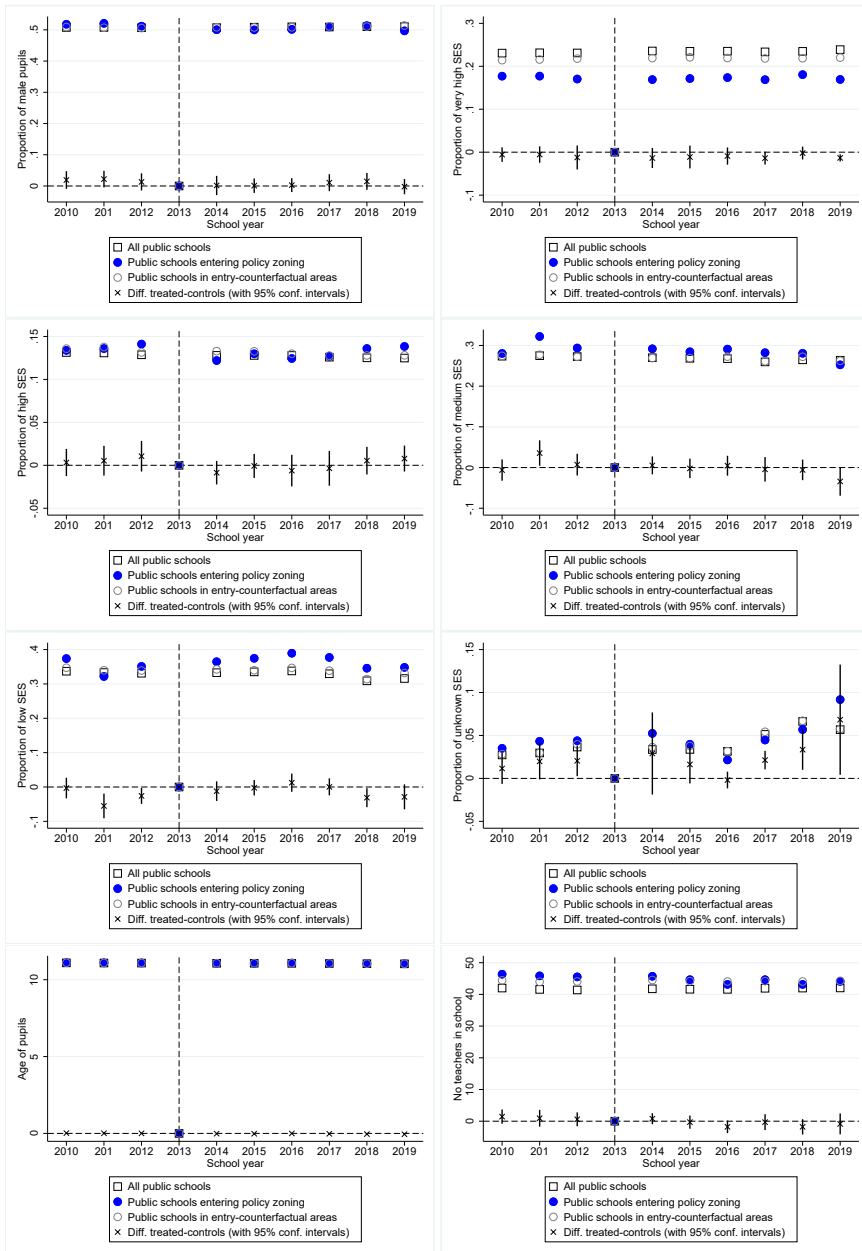 Proportion of male pupils
.5
.4
.3
.2
.1
0
2010 2011 2012 2013 2014 2015 2016 2017 2018 2019
School year
All public schools
Public schools entering policy zoning
Public schools in entry-counterfactual areas
Diff. treated-controls (with 95% conf. intervals)
Proportion of very high SES
.3
.2
.1
0
-.1
2010 2011 2012 2013 2014 2015 2016 2017 2018 2019
School year
All public schools
Public schools entering policy zoning
Public schools in entry-counterfactual areas
Diff. treated-controls (with 95% conf. intervals)
Proportion of high SES
.15
.1
.05
0
-.05
2010 201 2012 2013 2014 2015 2016 2017 2018 2019
School year
All public schools
Public schools entering policy zoning
Public schools in entry-counterfactual areas
Diff. treated-controls (with 95% conf. intervals)
Proportion of medium SES
.3
.2
.1
0
-.1
2010 201 2012 2013 2014 2015 2016 2017 2018 2019
School year
All public schools
Public schools entering policy zoning
Public schools in entry-counterfactual areas
Diff. treated-controls (with 95% conf. intervals)
Proportion of low SES
.4
.3
.2
.1
0
-.1
2010 201 2012 2013 2014 2015 2016 2017 2018 2019
School year
All public schools
Public schools entering policy zoning
Public schools in entry-counterfactual areas
Diff. treated-controls (with 95% conf. intervals)
Proportion of unknown SES
.15
.1
.05
0
-.05
2010 2011 2012 2013 2014 2015 2016 2017 2018 2019
School year
All public schools
Public schools entering policy zoning
Public schools in entry-counterfactual areas
Diff. treated-controls (with 95% conf. intervals)
Age of pupils
10
5
0
2010 2011 2012 2013 2014 2015 2016 2017 2018 2019
School year
All public schools
Public schools entering policy zoning
Public schools in entry-counterfactual areas
Diff. treated-controls (with 95% conf. intervals)
No teachers in school
50
40
30
20
10
0
2010 2011 2012 2013 2014 2015 2016 2017 2018 2019
School year
All public schools
Public schools entering policy zoning
Public schools in entry-counterfactual areas
Diff. treated-controls (with 95% conf. intervals)